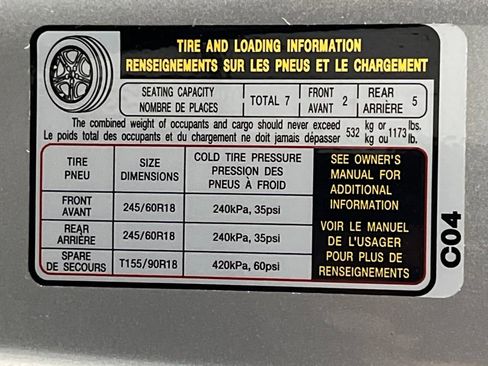 TIRE AND LOADING INFORMATION
RENSEIGNEMENTS SUR LES PNEUS ET LE CHARGEMENT
SEATING CAPACITY
NOMBRE DE PLACES
TOTAL 7
FRONT
AVANT 2
REAR
ARRIÈRE 5
The combined weight of occupants and cargo should never exceed 532 kg or 1173 lbs.
Le poids total des occupants et du chargement ne doit jamais dépasser kg ou lb.
TIRE
PNEU
SIZE
DIMENSIONS
COLD TIRE PRESSURE
PRESSION DES
PNEUS À FROID
FRONT
AVANT
245/60R18
240kPa, 35psi
REAR
ARRIÈRE
245/60R18
240kPa, 35psi
SPARE
DE SECOURS
T155/90R18
420kPa, 60psi
SEE OWNER'S
MANUAL FOR
ADDITIONAL
INFORMATION
VOIR LE MANUEL
DE L'USAGER
POUR PLUS DE
RENSEIGNEMENTS
C04